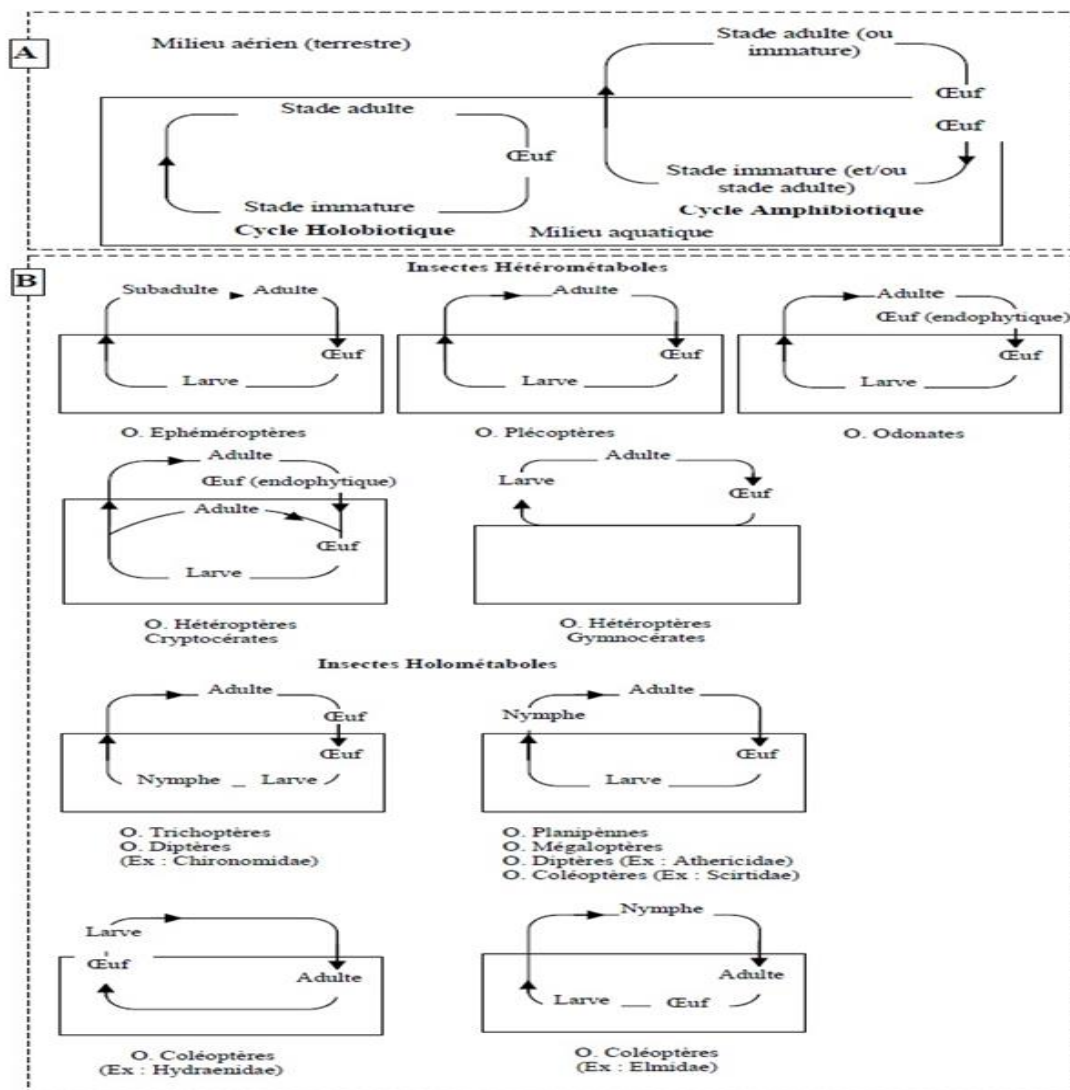 A
Milieu aérien (terrestre)
Stade adulte (ou
immature)
Œuf
Œuf
Stade immature (et/ou
stade adulte)
Cycle Amphibiotique
Stade adulte
Œuf
Stade immature
Cycle Holobiotique
Milieu aquatique
B
Insectes Hétérométaboles
Subadulte Adulte
Œuf
Larve
O. Ephéméroptères
Adulte
Œuf
Larve
O. Plécoptères
Adulte
Œuf (endophytique)
Œuf
Larve
O. Odonates
Adulte
Œuf (endophytique)
Adulte
Œuf
Larve
O. Hétéroptères
Cryptocérates
Adulte
Larve
Œuf
O. Hétéroptères
Gymnocérates
Insectes Holométaboles
Adulte
Œuf
Œuf
Nymphe _ Larve
O. Trichoptères
O. Diptères
(Ex : Chironomidae)
Adulte
Nymphe
Œuf
Larve
O. Planipènnes
O. Mégaloptères
O. Diptères (Ex : Athericidae)
O. Coléoptères (Ex : Scirtidae)
Larve
Œuf
Adulte
O. Coléoptères
(Ex : Hydraenidae)
Nymphe
Adulte
Larve __ Œuf
O. Coléoptères
(Ex : Elmidae)